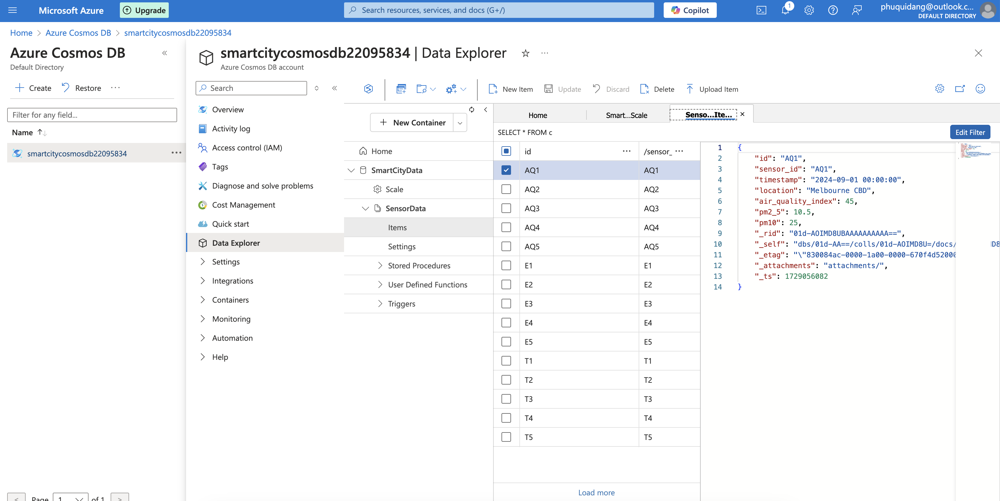 Microsoft Azure
Upgrade
Search resources, services, and docs (G+/)
Copilot
1
phuquidang@outlook.c...
DEFAULT DIRECTORY
Home > Azure Cosmos DB > smartcitycosmosdb22095834
Azure Cosmos DB
Default Directory
Create Restore ...
Filter for any field...
Name
smartcitycosmosdb22095834 ...
Page 1 of 1
smartcitycosmosdb22095834 | Data Explorer ...
Azure Cosmos DB account
Search
Overview
Activity log
Access control (IAM)
Tags
Diagnose and solve problems
Cost Management
Quick start
Data Explorer
Settings
Integrations
Containers
Monitoring
Automation
Help
New Item Update Discard Delete Upload Item
New Container
Home
SmartCityData
Scale
SensorData
Items
Settings
Stored Procedures
User Defined Functions
Triggers
Home Smart...Scale Senso...Ite...
SELECT * FROM c
Edit Filter
id ... /sensor_ ...
AQ1 AQ1
AQ2 AQ2
AQ3 AQ3
AQ4 AQ4
AQ5 AQ5
E1 E1
E2 E2
E3 E3
E4 E4
E5 E5
T1 T1
T2 T2
T3 T3
T4 T4
T5 T5
Load more
1 {
2 "id": "AQ1",
3 "sensor_id": "AQ1",
4 "timestamp": "2024-09-01 00:00:00",
5 "location": "Melbourne CBD",
6 "air_quality_index": 45,
7 "pm2_5": 10.5,
8 "pm10": 25,
9 "_rid": "01d-AOIMD8UBAAAAAAAAAA==",
10 "_self": "dbs/01d-AA==/colls/01d-AOIMD8U=/docs/
11 "_etag": "\"830084ac-0000-1a00-0000-670f4d52000
12 "_attachments": "attachments/",
13 "_ts": 1729056082
14 }